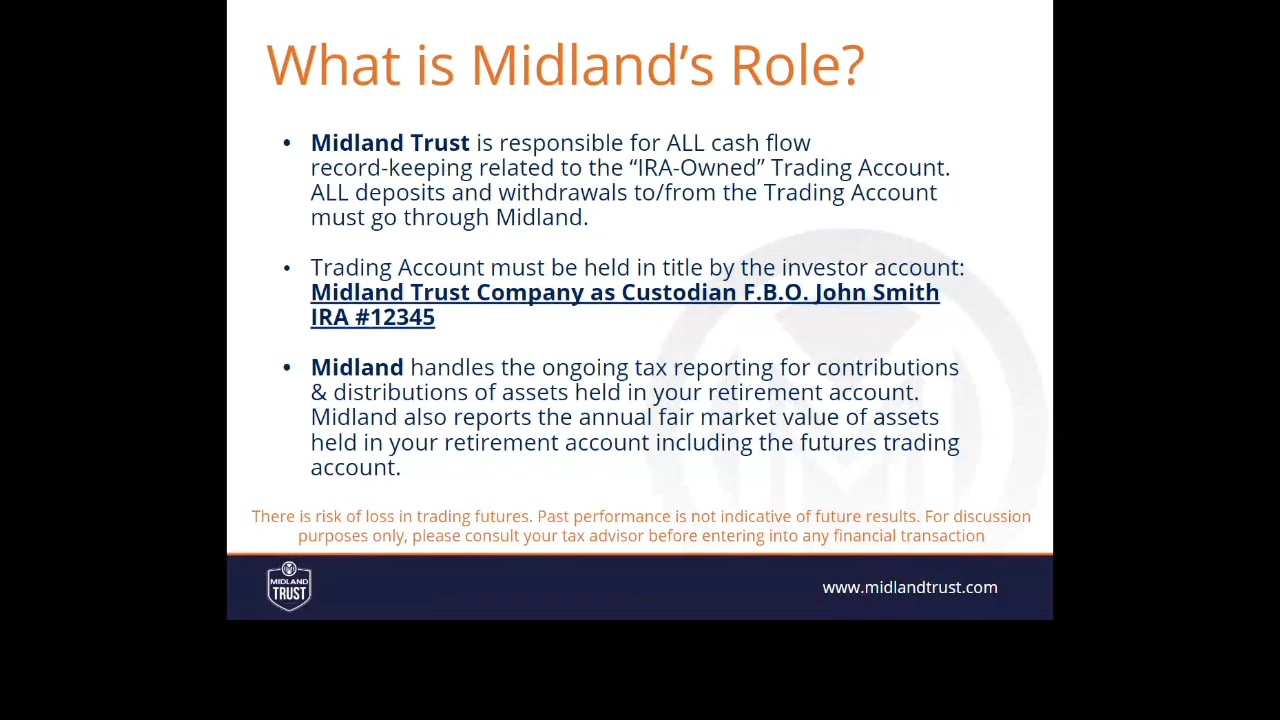 What is Midland's Role?
• Midland Trust is responsible for ALL cash flow
record-keeping related to the “IRA-Owned” Trading Account.
ALL deposits and withdrawals to/from the Trading Account
must go through Midland.
• Trading Account must be held in title by the investor account:
Midland Trust Company as Custodian F.B.O. John Smith
IRA #12345
• Midland handles the ongoing tax reporting for contributions
& distributions of assets held in your retirement account.
Midland also reports the annual fair market value of assets
held in your retirement account including the futures trading
account.
There is risk of loss in trading futures. Past performance is not indicative of future results. For discussion
purposes only, please consult your tax advisor before entering into any financial transaction
MIDLAND
TRUST
www.midlandtrust.com